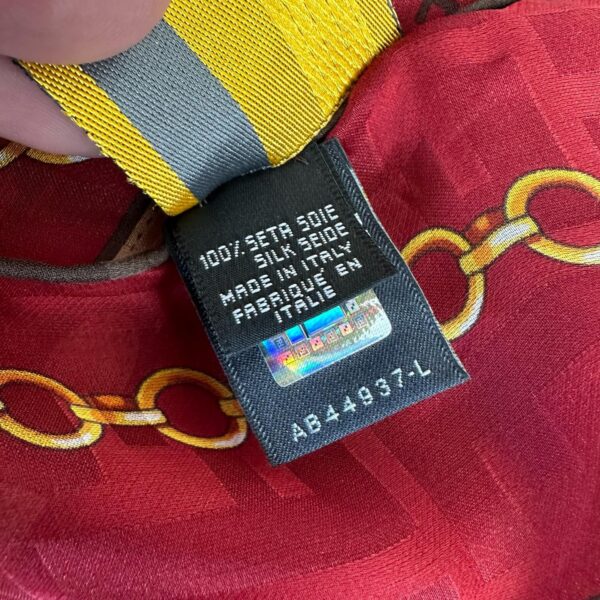 100% SETA SOIE
SILK SEIDE
MADE IN ITALY
FABRIQUÉ EN
ITALIE
AB44937-L